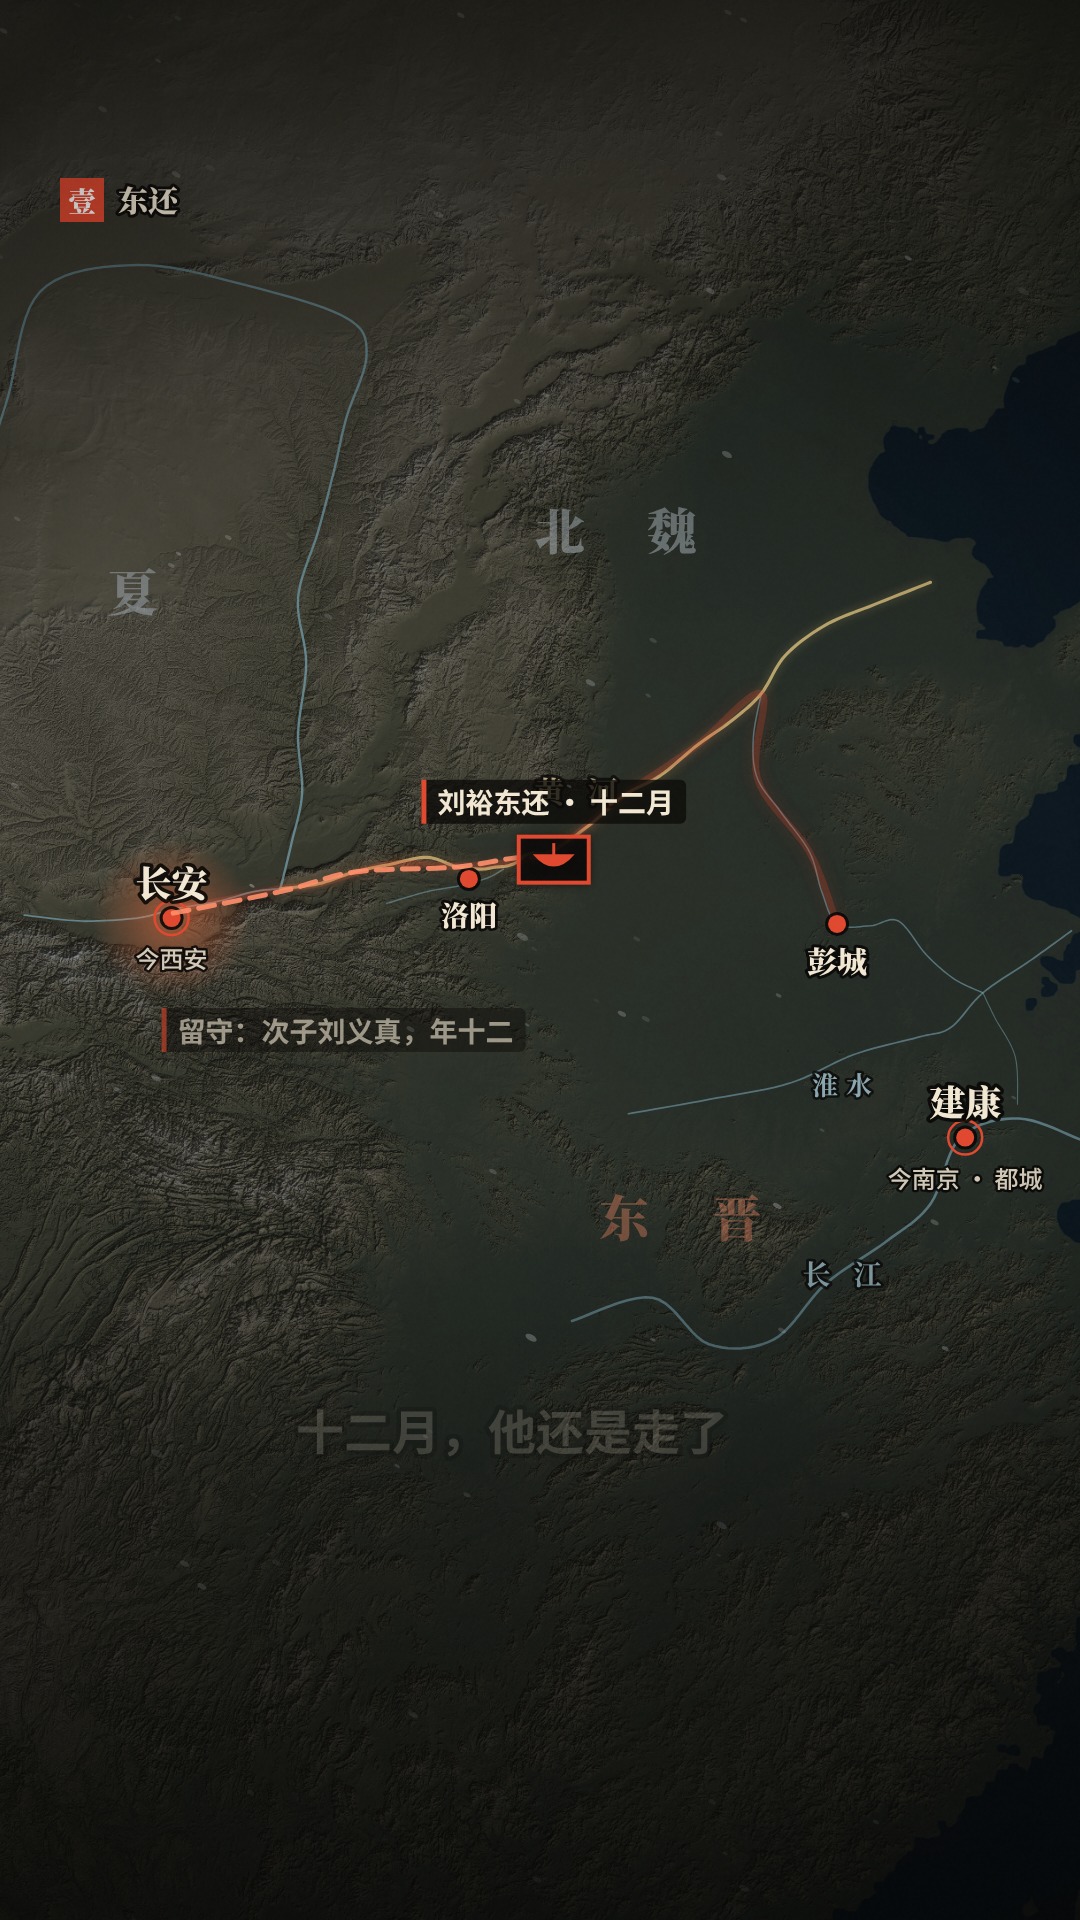 壹 东还
北魏
夏
黄河
刘裕东还·十二月
长安
洛阳
今西安
彭城
留守：次子刘义真，年十二
淮水
建康
今南京·都城
东晋
长江
十二月，他还是走了